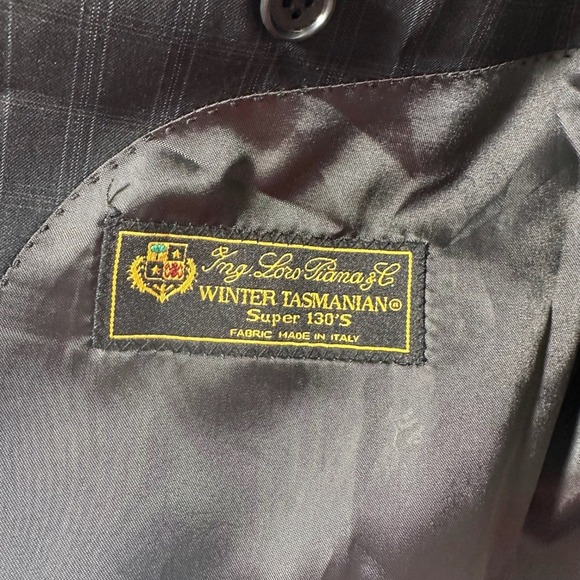 Ing. Loro Piana & C.
WINTER TASMANIAN®
Super 130'S
FABRIC MADE IN ITALY